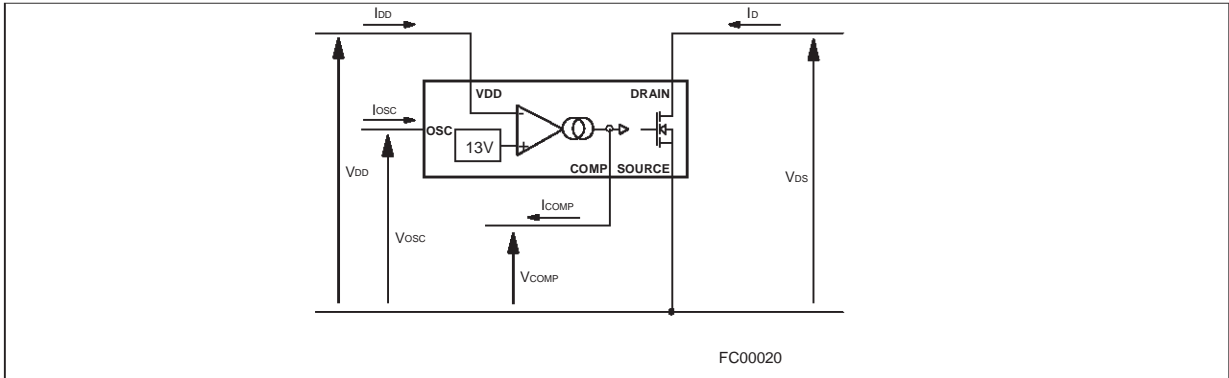 IDD
ID
VDD
DRAIN
IOSC
OSC
13V
-
+
COMP SOURCE
VDD
VDS
ICOMP
VOSC
VCOMP
FC00020